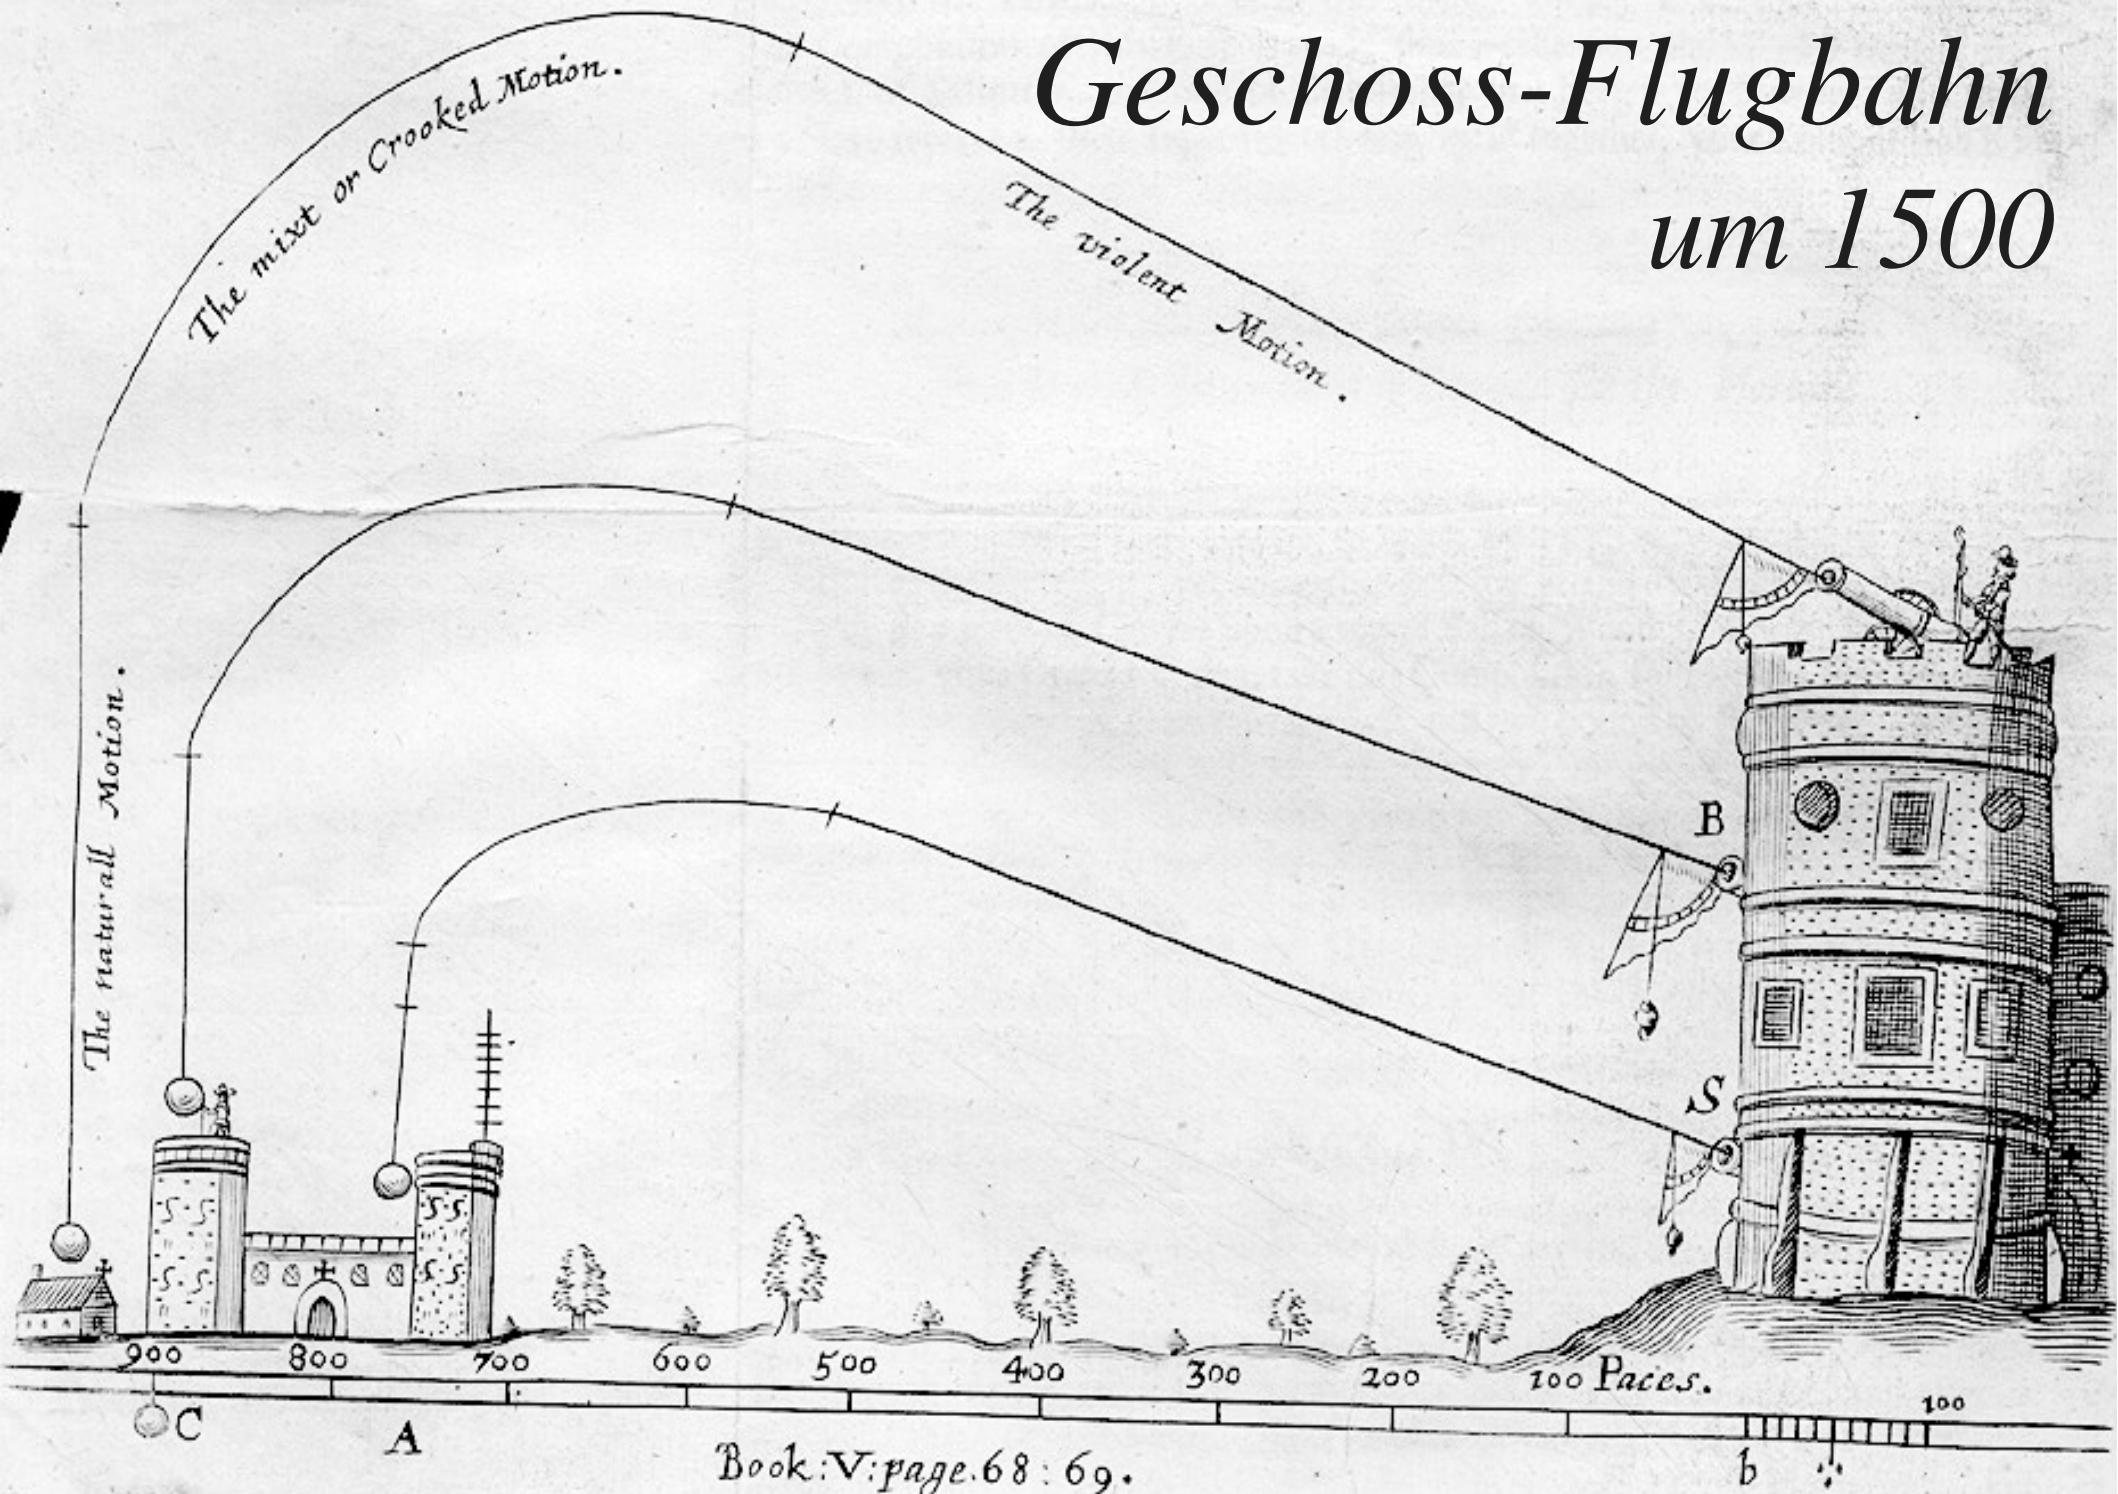 Geschoss-Flugbahn
um 1500
The mixt or Crooked Motion.
The violent Motion.
The naturall Motion.
B
S
900 800 700 600 500 400 300 200 100 Paces.
100
C A b
Book:V:page.68:69.